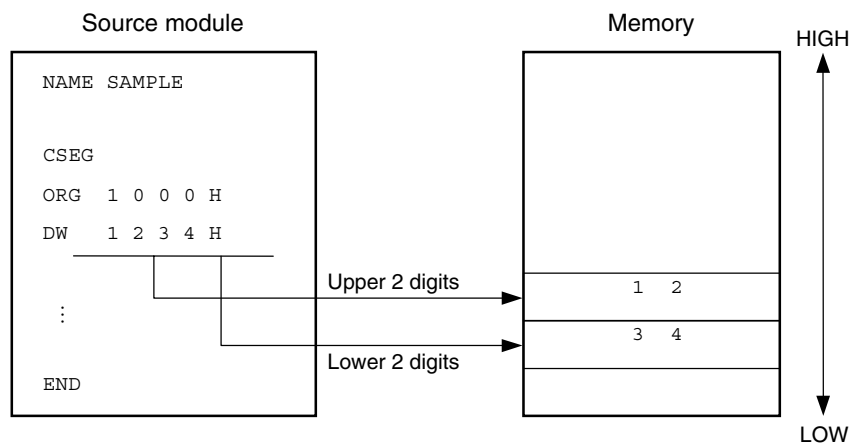 Source module
NAME SAMPLE
CSEG
ORG 1 0 0 0 H
DW 1 2 3 4 H
⋮
END
Upper 2 digits
Lower 2 digits
Memory
1 2
3 4
HIGH
LOW